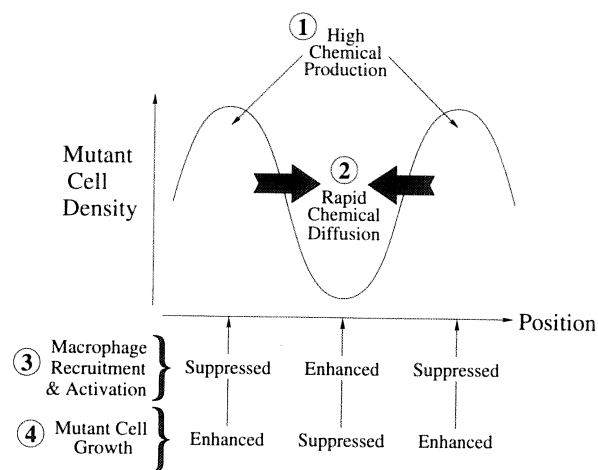 1 High
Chemical
Production
Mutant
Cell
Density
2
Rapid
Chemical
Diffusion
Position
3 Macrophage
Recruitment
& Activation
Suppressed Enhanced Suppressed
4 Mutant Cell
Growth
Enhanced Suppressed Enhanced